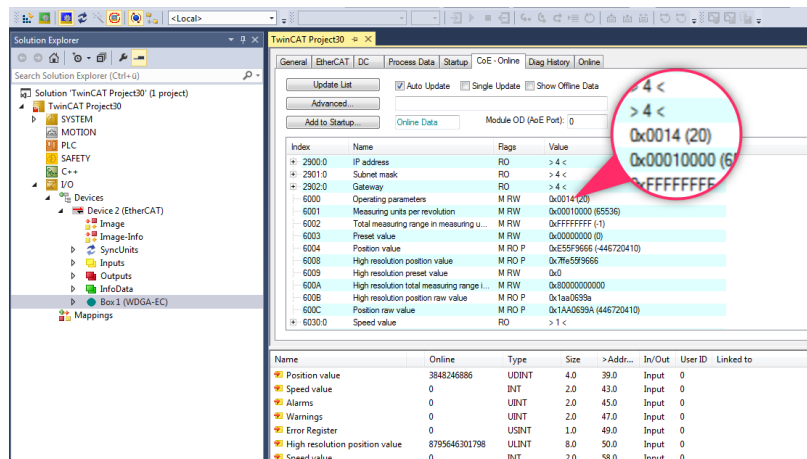 <Local>
Solution Explorer
Search Solution Explorer (Ctrl+ü)
Solution 'TwinCAT Project30' (1 project)
TwinCAT Project30
SYSTEM
MOTION
PLC
SAFETY
C++
I/O
Devices
Device 2 (EtherCAT)
Image
Image-Info
SyncUnits
Inputs
Outputs
InfoData
Box 1 (WDGA-EC)
Mappings
TwinCAT Project30
General EtherCAT DC Process Data Startup CoE - Online Diag History Online
Update List Auto Update Single Update Show Offline Data
Advanced...
Add to Startup... Online Data Module OD (AoE Port): 0
Index Name Flags Value
2900:0 IP address RO > 4 <
2901:0 Subnet mask RO > 4 <
2902:0 Gateway RO > 4 <
6000 Operating parameters M RW 0x0014 (20)
6001 Measuring units per revolution M RW 0x00010000 (65536)
6002 Total measuring range in measuring u... M RW 0xFFFFFFFF (-1)
6003 Preset value M RW 0x00000000 (0)
6004 Position value M RO P 0xE55F9666 (-446720410)
6008 High resolution position value M RO P 0x7ffe55f9666
6009 High resolution preset value M RW 0x0
600A High resolution total measuring range i... M RW 0x80000000000
600B High resolution position raw value M RO P 0x1aa0699a
600C Position raw value M RO P 0x1AA0699A (446720410)
6030:0 Speed value RO > 1 <
> 4 <
> 4 <
0x0014 (20)
0x00010000 (65
0xFFFFFFFF
Name Online Type Size >Addr... In/Out User ID Linked to
Position value 3848246886 UDINT 4.0 39.0 Input 0
Speed value 0 INT 2.0 43.0 Input 0
Alarms 0 UINT 2.0 45.0 Input 0
Warnings 0 UINT 2.0 47.0 Input 0
Error Register 0 USINT 1.0 49.0 Input 0
High resolution position value 8795646301798 ULINT 8.0 50.0 Input 0
Speed value 0 INT 2.0 58.0 Input 0